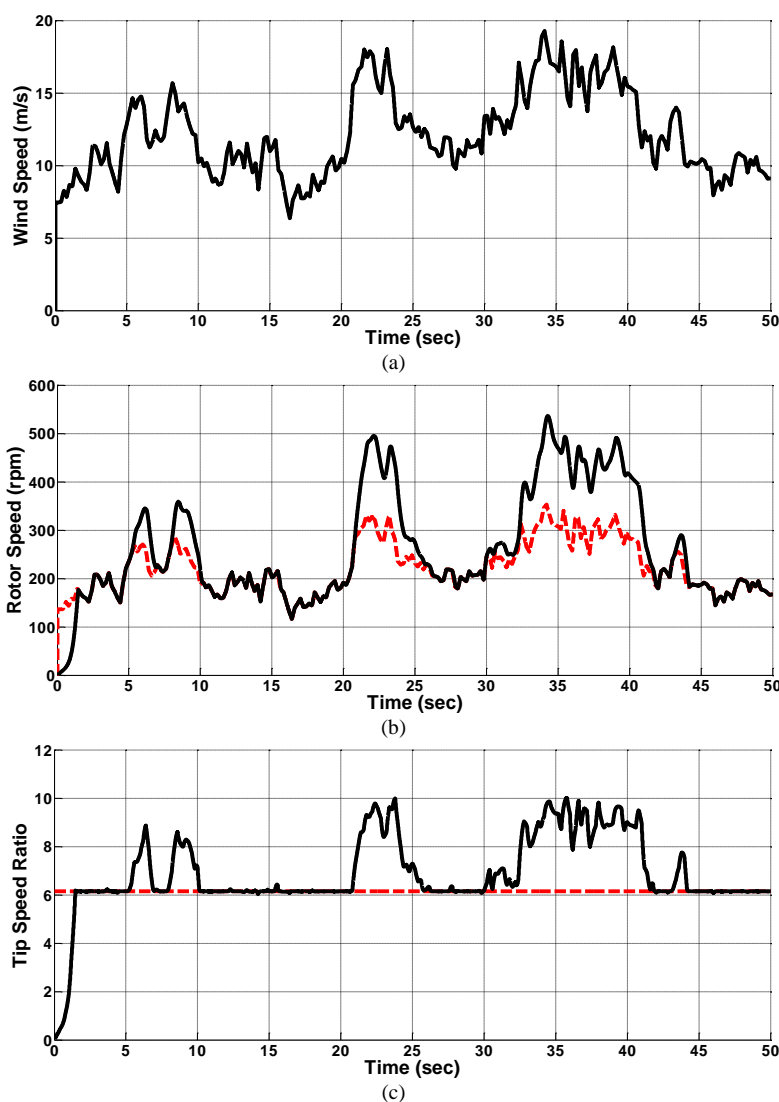 20
15
10
5
0
Wind Speed (m/s)
0 5 10 15 20 25 30 35 40 45 50
Time (sec)
(a)
600
500
400
300
200
100
0
Rotor Speed (rpm)
0 5 10 15 20 25 30 35 40 45 50
Time (sec)
(b)
12
10
8
6
4
2
0
Tip Speed Ratio
0 5 10 15 20 25 30 35 40 45 50
Time (sec)
(c)